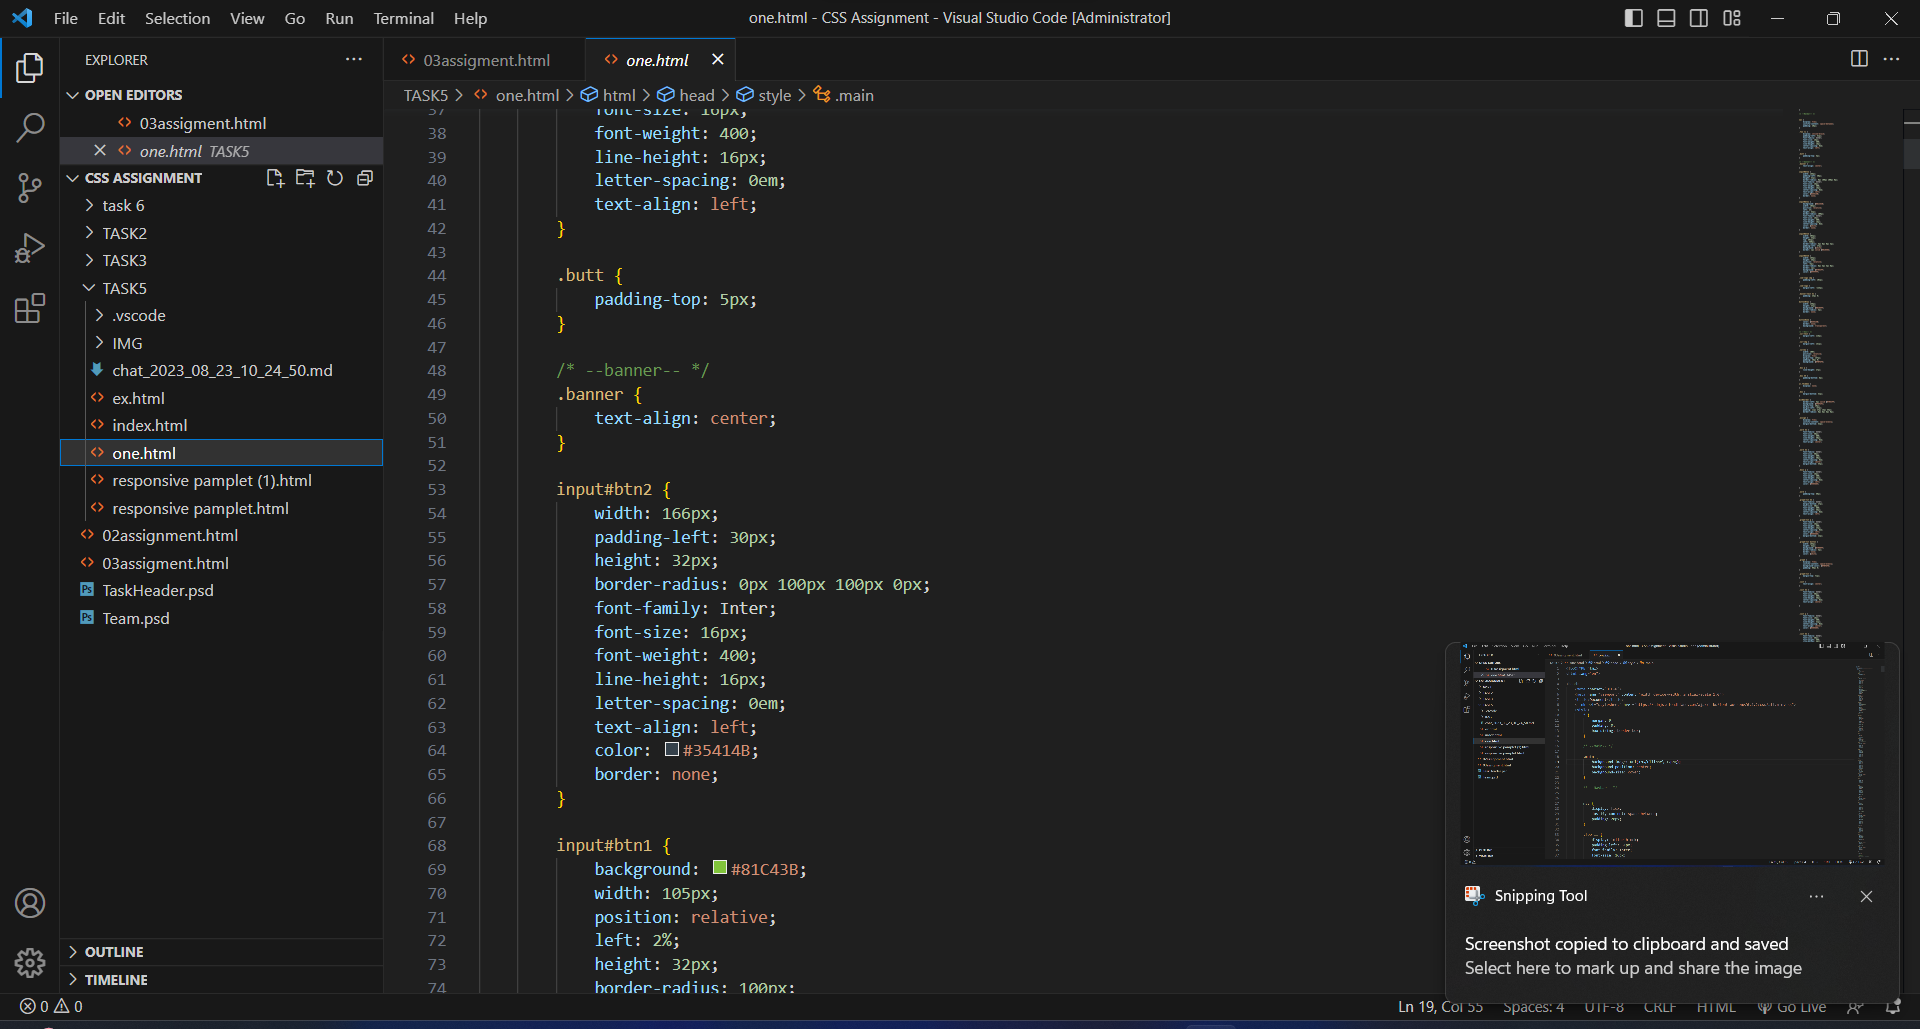 File Edit Selection View Go Run Terminal Help
one.html - CSS Assignment - Visual Studio Code [Administrator]
EXPLORER
OPEN EDITORS
03assigment.html
one.html TASK5
CSS ASSIGNMENT
task 6
TASK2
TASK3
TASK5
.vscode
IMG
chat_2023_08_23_10_24_50.md
ex.html
index.html
one.html
responsive pamplet (1).html
responsive pamplet.html
02assignment.html
03assigment.html
TaskHeader.psd
Team.psd
OUTLINE
TIMELINE
03assigment.html
one.html
TASK5 > one.html > html > head > style > .main
37 font-size: 16px;
38 font-weight: 400;
39 line-height: 16px;
40 letter-spacing: 0em;
41 text-align: left;
42 }
43
44 .butt {
45 padding-top: 5px;
46 }
47
48 /* --banner-- */
49 .banner {
50 text-align: center;
51 }
52
53 input#btn2 {
54 width: 166px;
55 padding-left: 30px;
56 height: 32px;
57 border-radius: 0px 100px 100px 0px;
58 font-family: Inter;
59 font-size: 16px;
60 font-weight: 400;
61 line-height: 16px;
62 letter-spacing: 0em;
63 text-align: left;
64 color: #35414B;
65 border: none;
66 }
67
68 input#btn1 {
69 background: #81C43B;
70 width: 105px;
71 position: relative;
72 left: 2%;
73 height: 32px;
74 border-radius: 100px;
Snipping Tool
Screenshot copied to clipboard and saved
Select here to mark up and share the image
0 0
Ln 19, Col 55 Spaces: 4 UTF-8 CRLF HTML Go Live